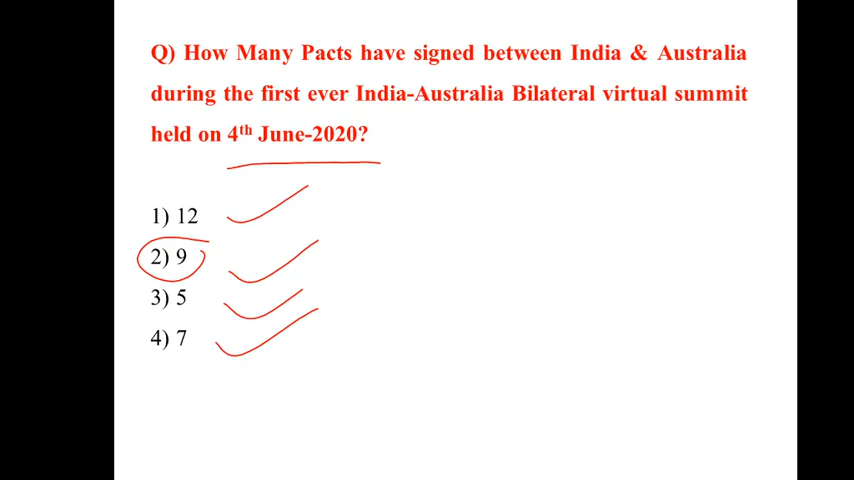 Q) How Many Pacts have signed between India & Australia
during the first ever India-Australia Bilateral virtual summit
held on 4th June-2020?
1) 12
2) 9
3) 5
4) 7